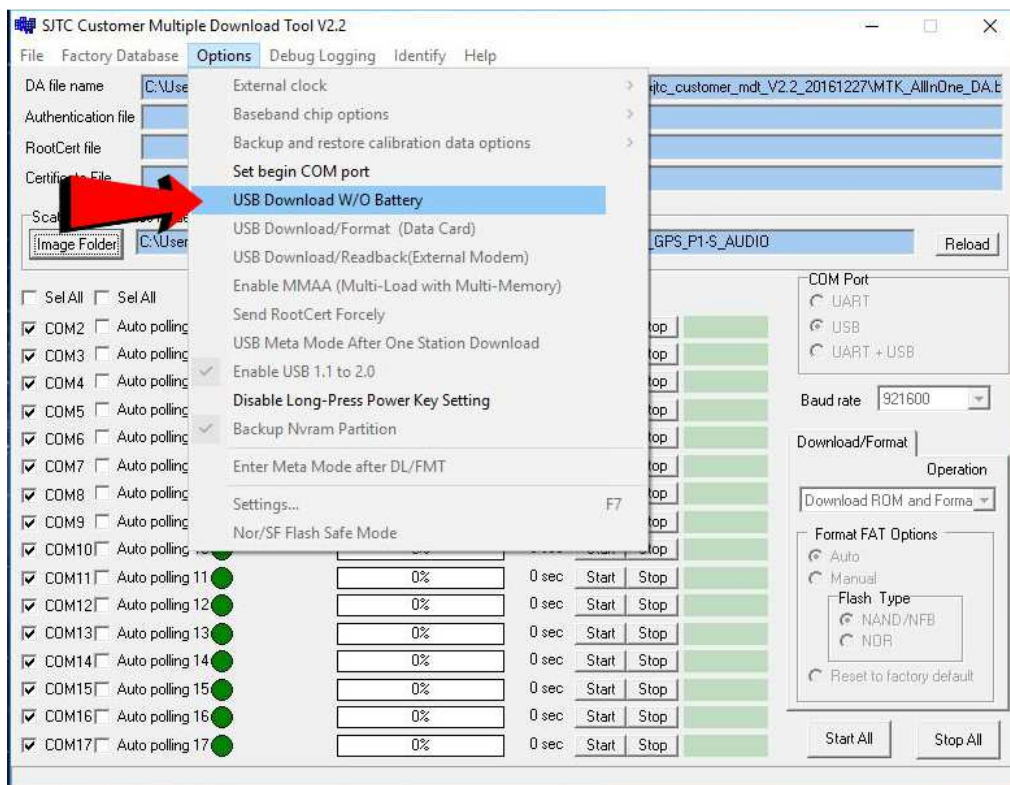 SJTC Customer Multiple Download Tool V2.2
File Factory Database Options Debug Logging Identify Help
DA file name C:\Use jtc_customer_mdt_V2.2_20161227\MTK_AllInOne_DA.b
Authentication file
RootCert file
Certificate File
External clock
Baseband chip options
Backup and restore calibration data options
Set begin COM port
USB Download W/O Battery
USB Download/Format (Data Card)
USB Download/Readback(External Modem)
Enable MMAA (Multi-Load with Multi-Memory)
Send RootCert Forcely
USB Meta Mode After One Station Download
Enable USB 1.1 to 2.0
Disable Long-Press Power Key Setting
Backup Nvram Partition
Enter Meta Mode after DL/FMT
Settings... F7
Nor/SF Flash Safe Mode
Image Folder C:\User _GPS_P1-S_AUDIO Reload
Sel All Sel All
COM2 Auto polling top
COM3 Auto polling top
COM4 Auto polling top
COM5 Auto polling top
COM6 Auto polling top
COM7 Auto polling top
COM8 Auto polling top
COM9 Auto polling top
COM10 Auto polling
COM11 Auto polling 11 0% 0 sec Start Stop
COM12 Auto polling 12 0% 0 sec Start Stop
COM13 Auto polling 13 0% 0 sec Start Stop
COM14 Auto polling 14 0% 0 sec Start Stop
COM15 Auto polling 15 0% 0 sec Start Stop
COM16 Auto polling 16 0% 0 sec Start Stop
COM17 Auto polling 17 0% 0 sec Start Stop
COM Port
UART
USB
UART + USB
Baud rate 921600
Download/Format
Operation
Download ROM and Forma
Format FAT Options
Auto
Manual
Flash Type
NAND/NFB
NOR
Reset to factory default
Start All Stop All